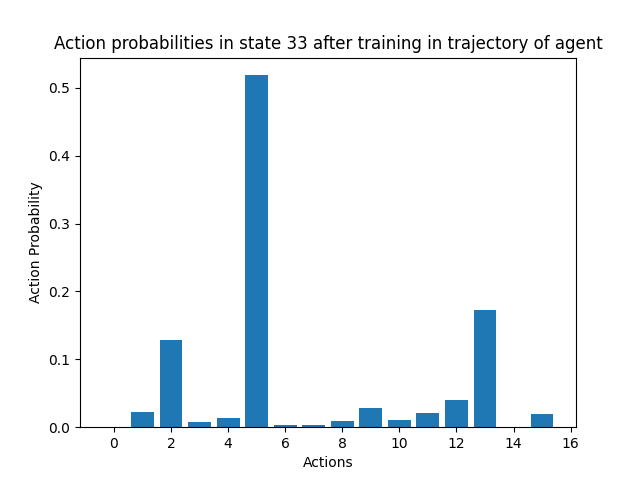 Action probabilities in state 33 after training in trajectory of agent
0.5
0.4
0.3
0.2
0.1
0.0
Action Probability
0 2 4 6 8 10 12 14 16
Actions